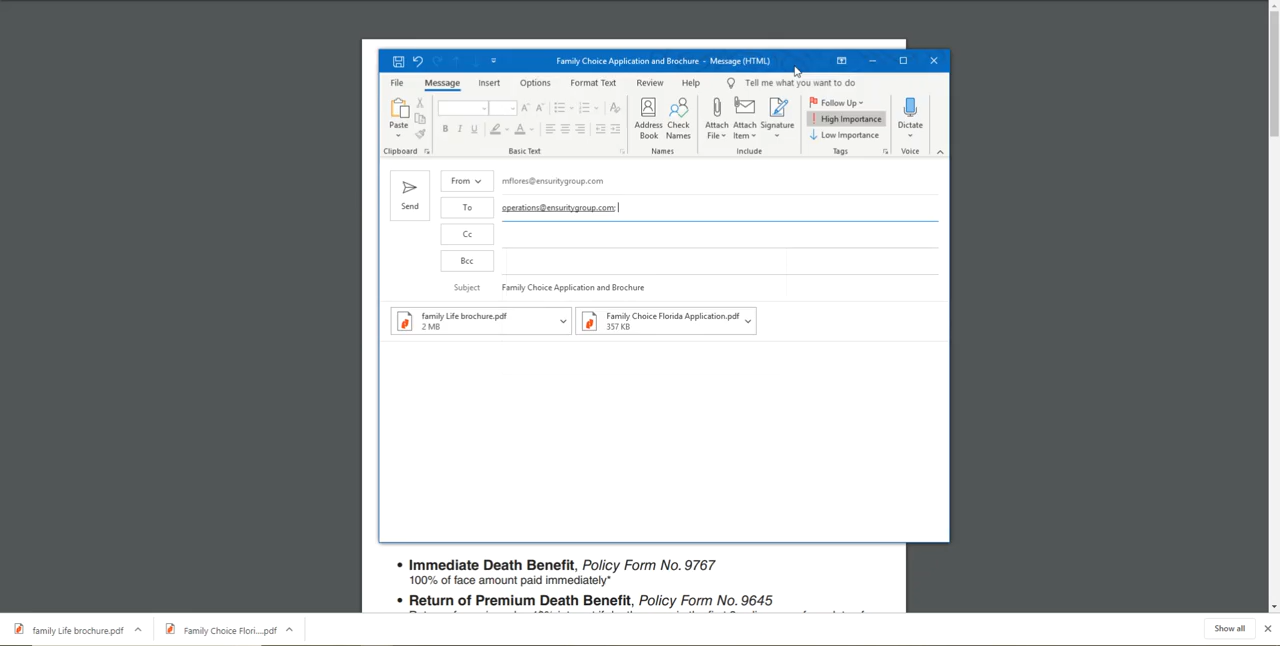 Family Choice Application and Brochure - Message (HTML)
File Message Insert Options Format Text Review Help Tell me what you want to do
Paste
Clipboard
B I U
Basic Text
Address Book
Check Names
Names
Attach File
Attach Item
Signature
Include
Follow Up
High Importance
Low Importance
Tags
Dictate
Voice
Send
From mflores@ensuritygroup.com
To operations@ensuritygroup.com;
Cc
Bcc
Subject Family Choice Application and Brochure
family Life brochure.pdf
2 MB
Family Choice Florida Application.pdf
357 KB
• Immediate Death Benefit, Policy Form No. 9767
100% of face amount paid immediately*
• Return of Premium Death Benefit, Policy Form No. 9645
family Life brochure.pdf
Family Choice Flori....pdf
Show all